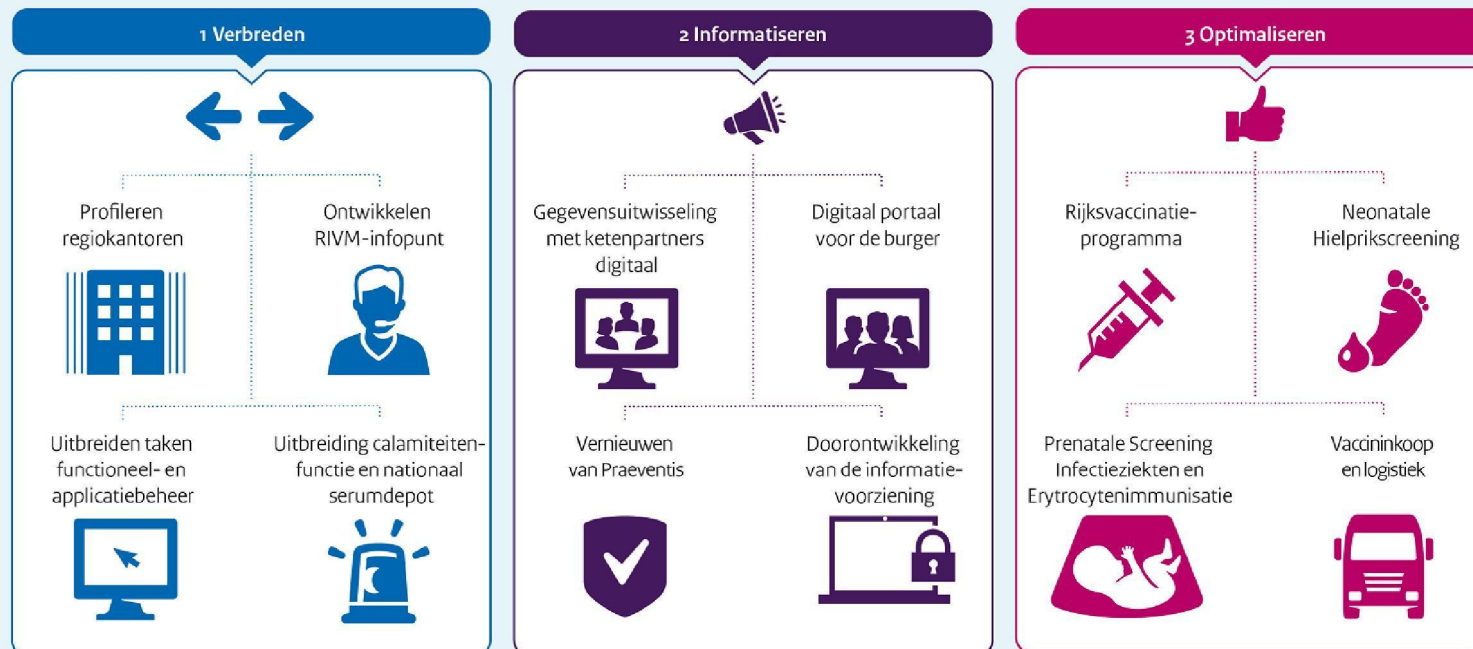 1 Verbreden
Profileren
regiokantoren
Ontwikkelen
RIVM-infopunt
Uitbreiden taken
functioneel- en
applicatiebeheer
Uitbreiding calamiteiten-
functie en nationaal
serumdepot
2 Informatiseren
Gegevensuitwisseling
met ketenpartners
digitaal
Digitaal portaal
voor de burger
Vernieuwen
van Praeventis
Doorontwikkeling
van de informatie-
voorziening
3 Optimaliseren
Rijksvaccinatie-
programma
Neonatale
Hielprikscreening
Prenatale Screening
Infectieziekten en
Erytrocytenimmunisatie
Vaccininkoop
en logistiek